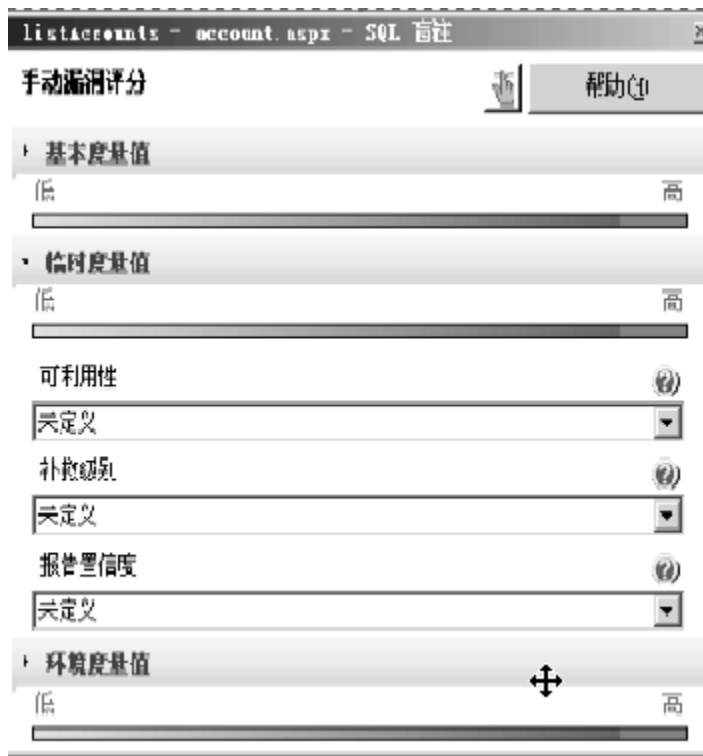 listAccounts - account.aspx - SQL 盲注
手动漏洞评分
帮助(H)
基本度量值
低 高
临时度量值
低 高
可利用性
未定义
补救级别
未定义
报告置信度
未定义
环境度量值
低 高